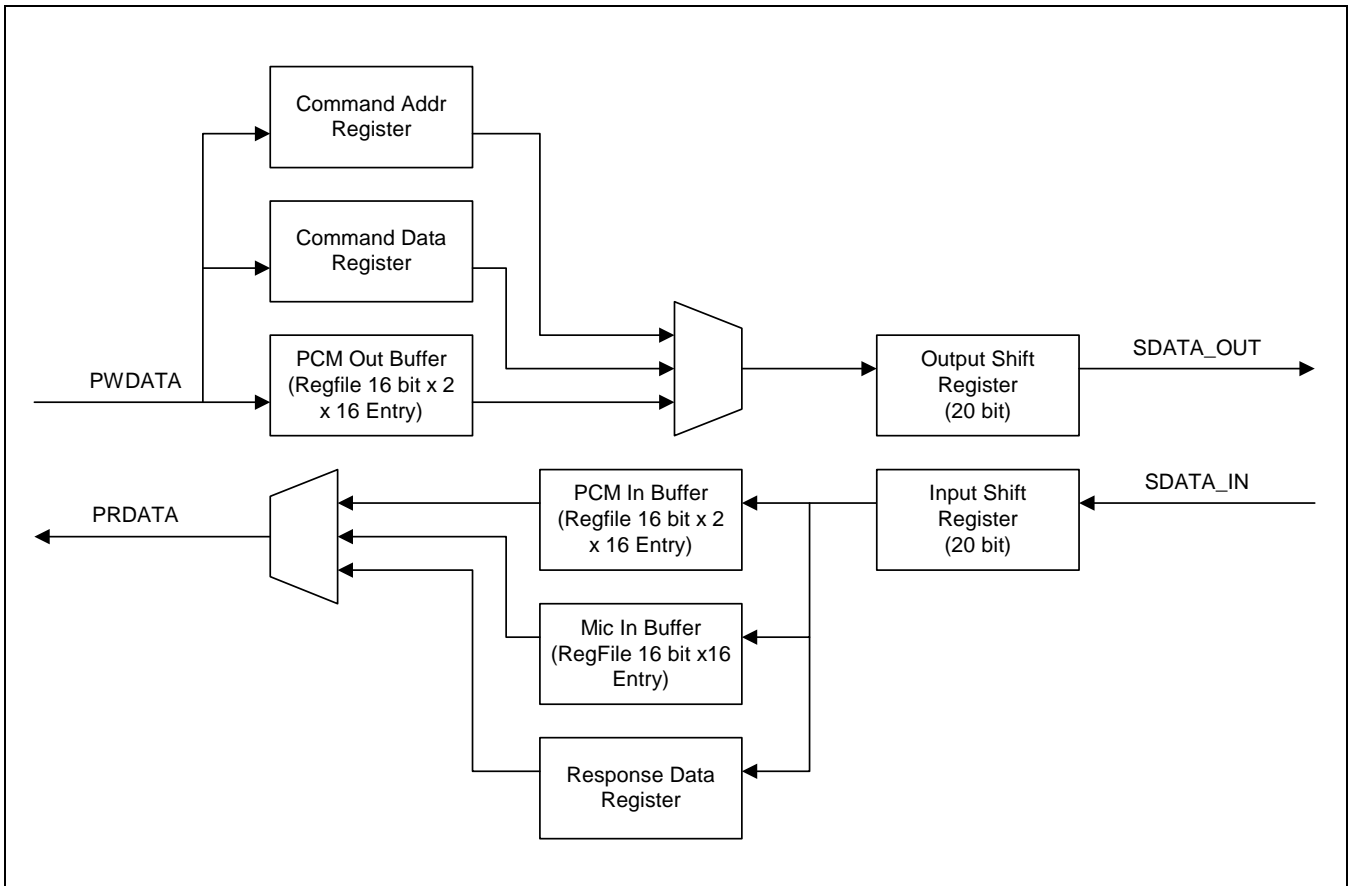 Command Addr
Register
Command Data
Register
PWDATA
PCM Out Buffer
(Regfile 16 bit x 2
x 16 Entry)
Output Shift
Register
(20 bit)
SDATA_OUT
PRDATA
PCM In Buffer
(Regfile 16 bit x 2
x 16 Entry)
Input Shift
Register
(20 bit)
SDATA_IN
Mic In Buffer
(RegFile 16 bit x16
Entry)
Response Data
Register